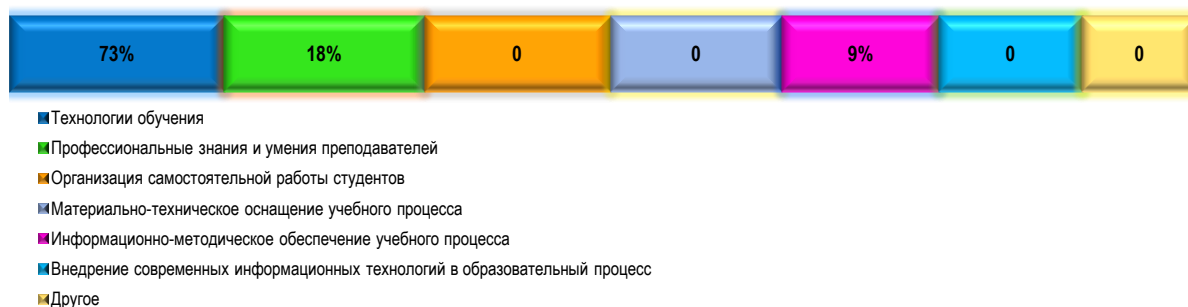 73% 18% 0 0 9% 0 0
Технологии обучения
Профессиональные знания и умения преподавателей
Организация самостоятельной работы студентов
Материально-техническое оснащение учебного процесса
Информационно-методическое обеспечение учебного процесса
Внедрение современных информационных технологий в образовательный процесс
Другое